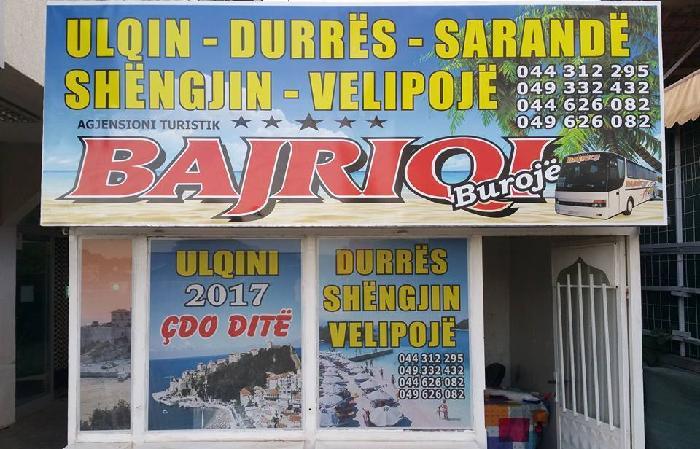 ULQIN - DURRËS - SARANDË
SHËNGJIN - VELIPOJË
044 312 295
049 332 432
044 626 082
049 626 082
AGJENSIONI TURISTIK
BAJRIQI
Burojë
ULQINI
2017
ÇDO DITË
DURRËS
SHËNGJIN
VELIPOJË
044 312 295
049 332 432
044 626 082
049 626 082